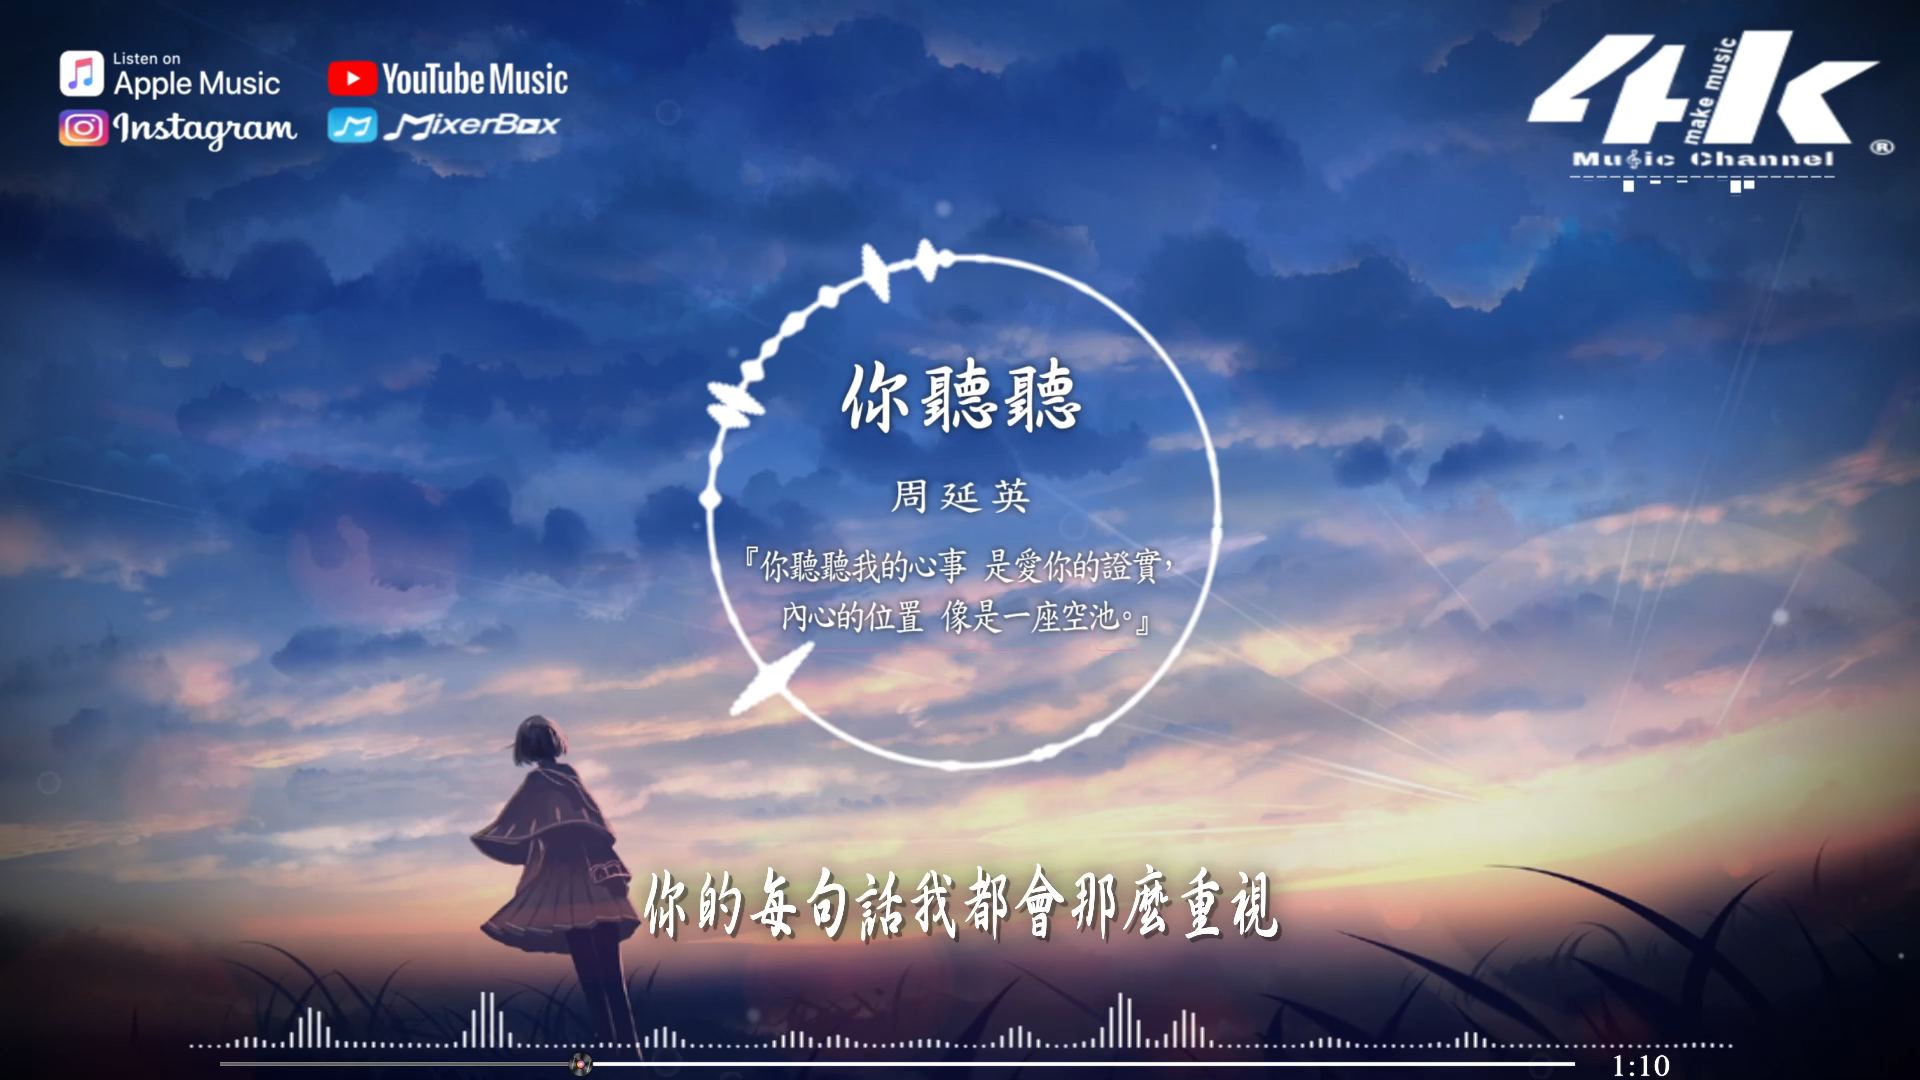 Listen on
Apple Music
YouTube Music
Instagram
MixerBox
4k
make music
Music Channel
®
你聽聽
周延英
『你聽聽我的心事 是愛你的證實，
內心的位置 像是一座空池。』
你的每句話我都會那麼重視
1:10